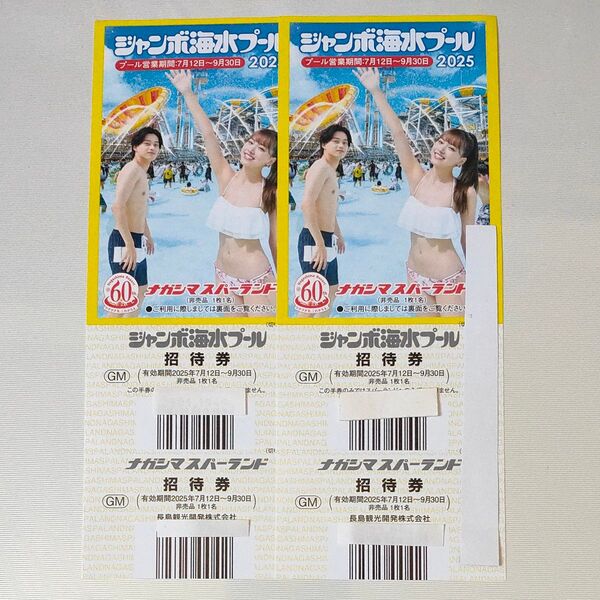 ジャンボ海水プール
プール営業期間:7月12日〜9月30日
202
60
ナガシマスパーランド
(非売品 1枚1名)
●ご利用に際しましては裏面をご覧ください
ジャンボ海水プール
招待券
GM
(有効期間2025年7月12日〜9月30日)
非売品 1枚1名
ナガシマスパーランド
招待券
GM
(有効期間2025年7月12日〜9月30日)
非売品 1枚1名
長島観光開発株式会社
ジャンボ海水プール
プール営業期間:7月12日〜9月30日
2025
60
ナガシマスパーランド
(非売品 1枚1名)
●ご利用に際しましては裏面をご覧ください
ジャンボ海水プール
招待券
GM
(有効期間2025年7月12日〜9月30日)
非売品 1枚1名
ナガシマスパーランド
招待券
GM
(有効期間2025年7月12日〜9月30日)
非売品 1枚1名
長島観光開発株式会社